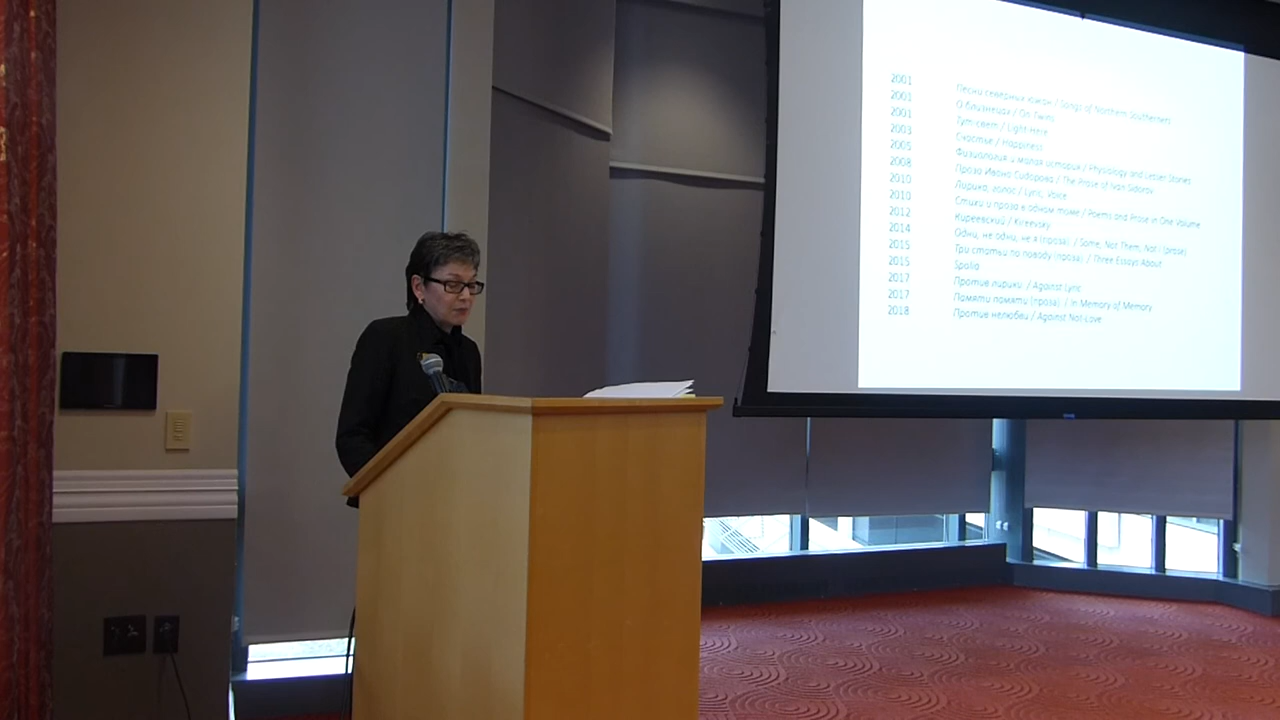 2001 Песни северных южан / Songs of Northern Southerners
2001 О близнецах / On Twins
2001 Тут-свет / Light-Here
2003 Счастье / Happiness
2005 Физиология и малая история / Physiology and Lesser Stories
2008 Проза Ивана Сидорова / The Prose of Ivan Sidorov
2010 Лирика, голос / Lyric, Voice
2010 Стихи и проза в одном томе / Poems and Prose in One Volume
2012 Киреевский / Kireevsky
2014 Один, не один, не я (проза). / Some, Not Them, Not I (prose)
2015 Три статьи по поводу (проза). / Three Essays About
2015 Spolia
2017 Против лирики. / Against Lyric
2017 Памяти памяти (проза). / In Memory of Memory
2018 Против нелюбви / Against Not-Love